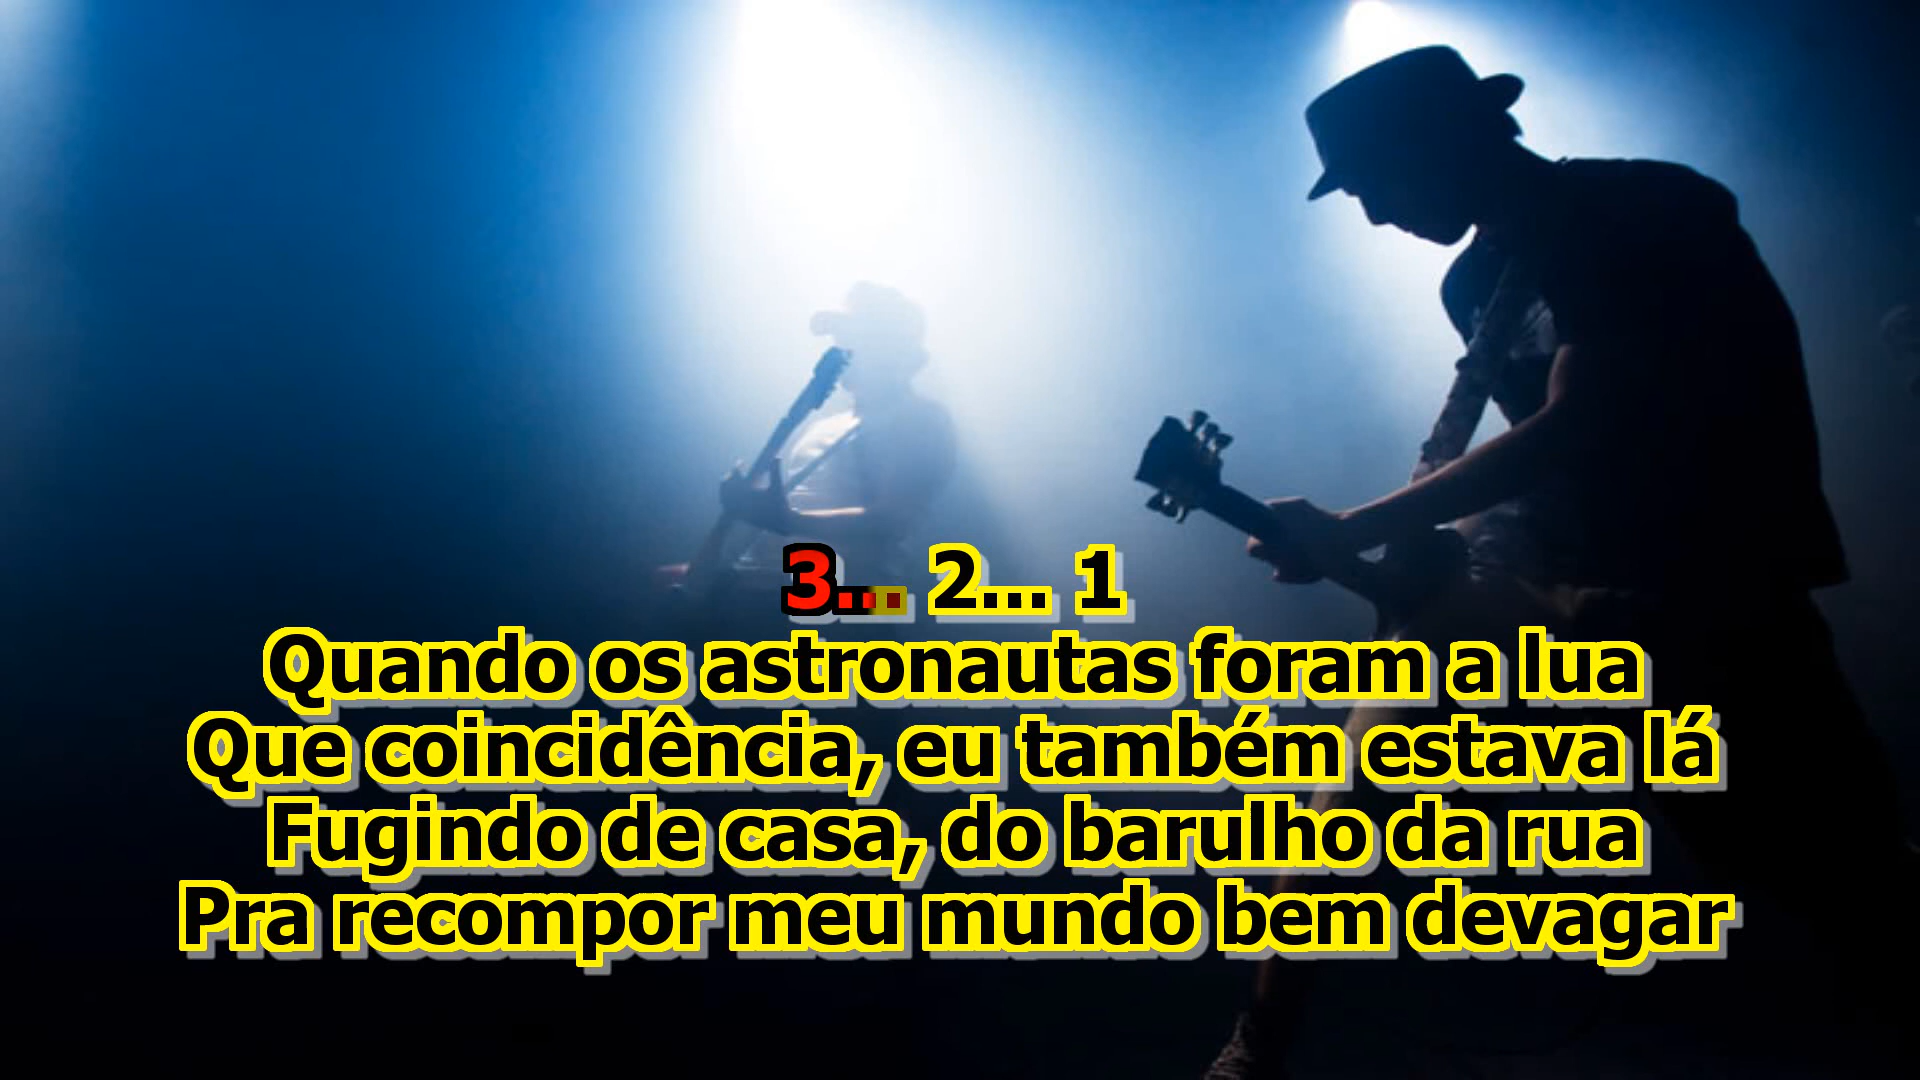 3... 2... 1
Quando os astronautas foram a lua
Que coincidência, eu também estava lá
Fugindo de casa, do barulho da rua
Pra recompor meu mundo bem devagar